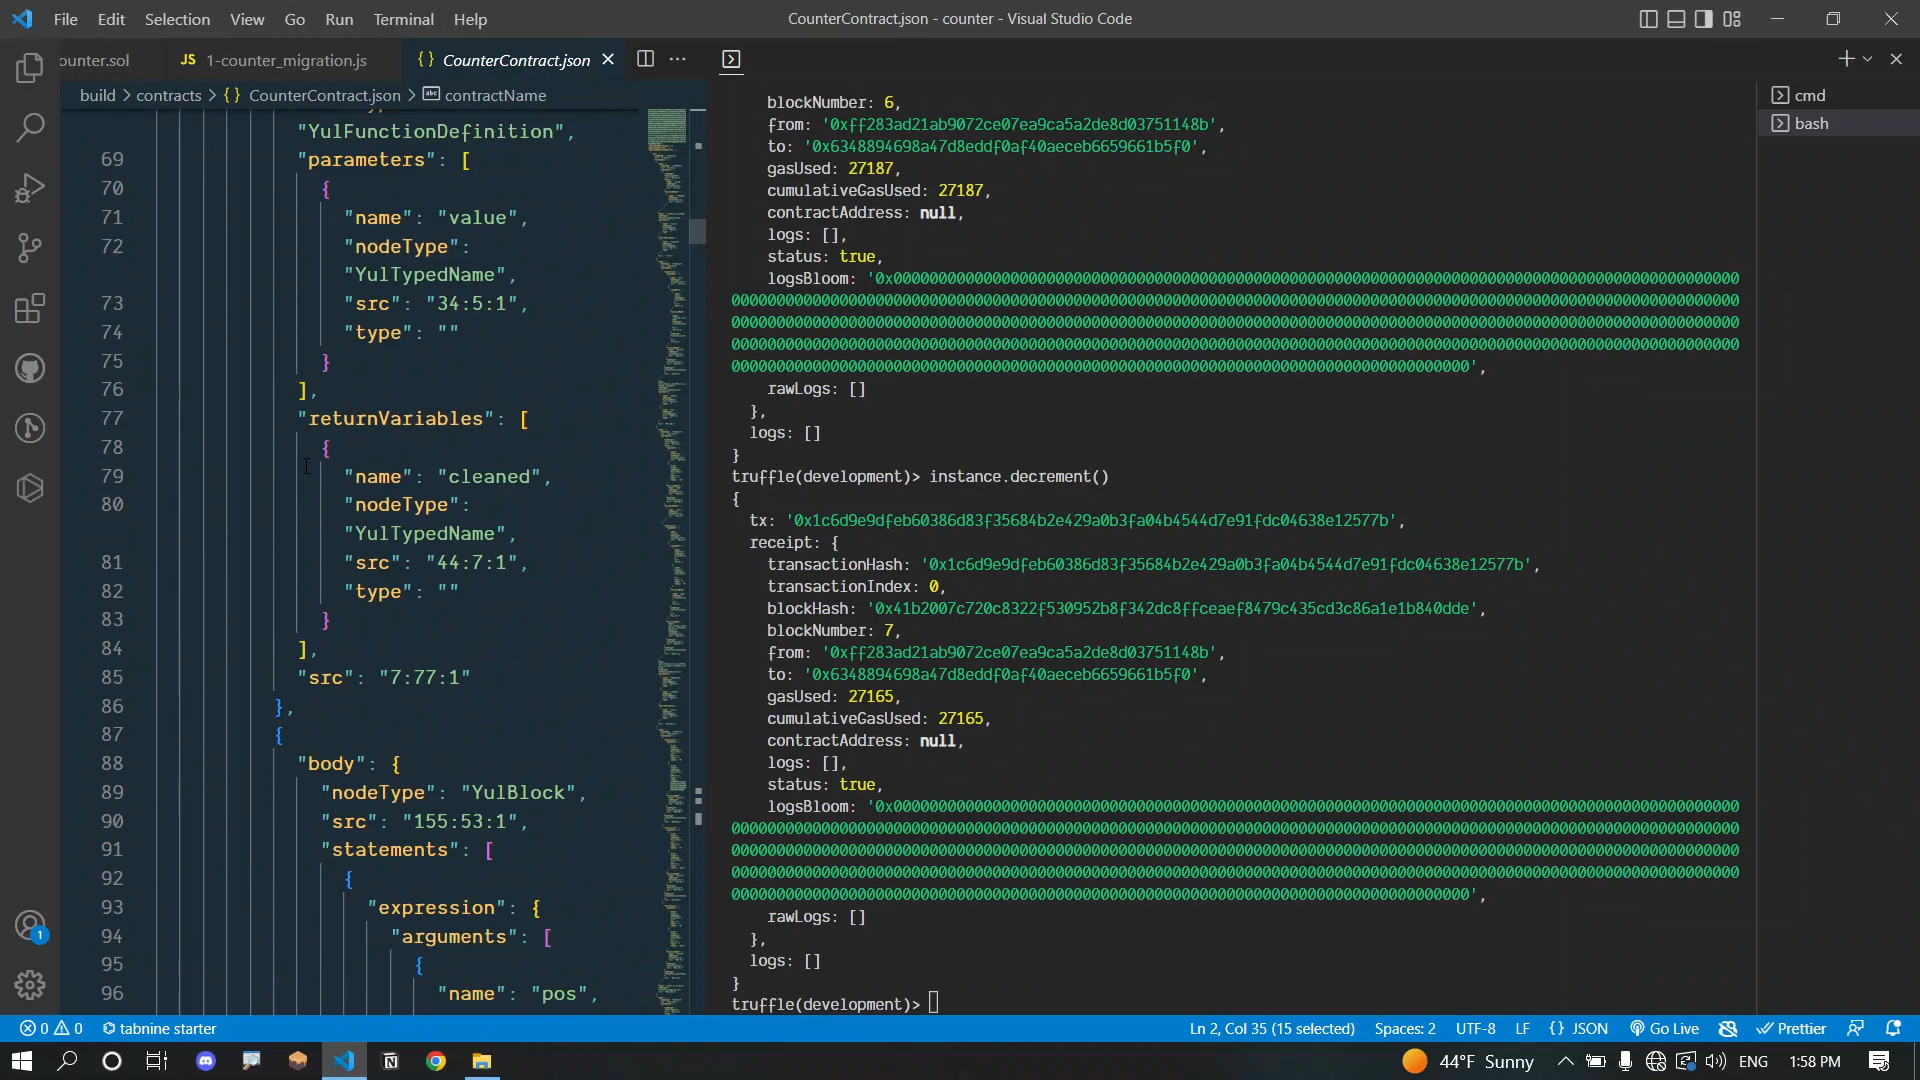 File Edit Selection View Go Run Terminal Help
CounterContract.json - counter - Visual Studio Code
ounter.sol
JS 1-counter_migration.js
{ } CounterContract.json
build > contracts > { } CounterContract.json > abc contractName
"YulFunctionDefinition",
69 "parameters": [
70 {
71 "name": "value",
72 "nodeType":
"YulTypedName",
73 "src": "34:5:1",
74 "type": ""
75 }
76 ],
77 "returnVariables": [
78 {
79 "name": "cleaned",
80 "nodeType":
"YulTypedName",
81 "src": "44:7:1",
82 "type": ""
83 }
84 ],
85 "src": "7:77:1"
86 },
87 {
88 "body": {
89 "nodeType": "YulBlock",
90 "src": "155:53:1",
91 "statements": [
92 {
93 "expression": {
94 "arguments": [
95 {
96 "name": "pos",
blockNumber: 6,
from: '0xff283ad21ab9072ce07ea9ca5a2de8d03751148b',
to: '0x6348894698a47d8eddf0af40aeceb6659661b5f0',
gasUsed: 27187,
cumulativeGasUsed: 27187,
contractAddress: null,
logs: [],
status: true,
rawLogs: []
},
logs: []
}
truffle(development)> instance.decrement()
{
tx: '0x1c6d9e9dfeb60386d83f35684b2e429a0b3fa04b4544d7e91fdc04638e12577b',
receipt: {
transactionHash: '0x1c6d9e9dfeb60386d83f35684b2e429a0b3fa04b4544d7e91fdc04638e12577b',
transactionIndex: 0,
blockHash: '0x41b2007c720c8322f530952b8f342dc8ffceaef8479c435cd3c86a1e1b840dde',
blockNumber: 7,
from: '0xff283ad21ab9072ce07ea9ca5a2de8d03751148b',
to: '0x6348894698a47d8eddf0af40aeceb6659661b5f0',
gasUsed: 27165,
cumulativeGasUsed: 27165,
contractAddress: null,
logs: [],
status: true,
logsBloom:
rawLogs: []
},
logs: []
}
truffle(development)>
cmd
bash
0 0 tabnine starter
Ln 2, Col 35 (15 selected) Spaces: 2 UTF-8 LF { } JSON Go Live Prettier
44°F Sunny ENG 1:58 PM